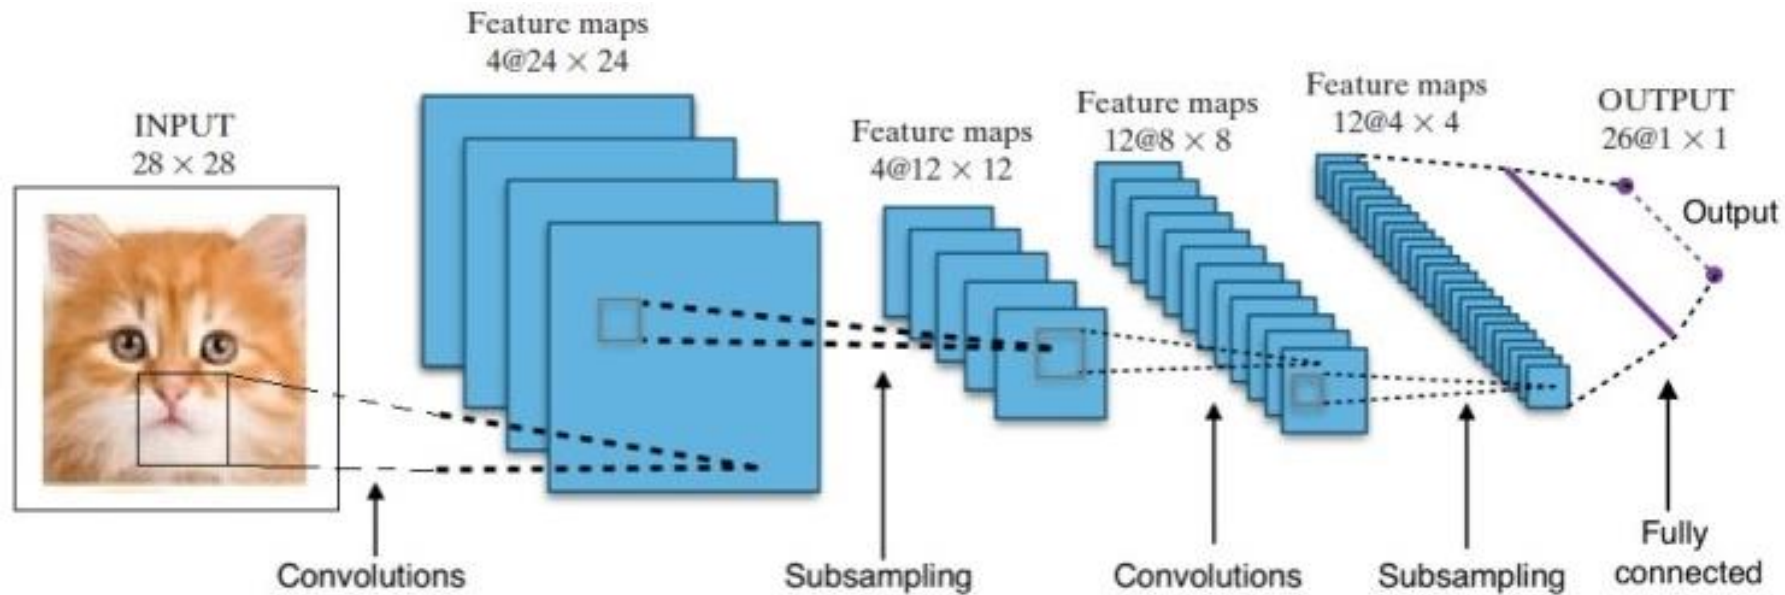 INPUT
28 × 28
Feature maps
4@24 × 24
Feature maps
4@12 × 12
Feature maps
12@8 × 8
Feature maps
12@4 × 4
OUTPUT
26@1 × 1
Output
Convolutions
Subsampling
Convolutions
Subsampling
Fully
connected